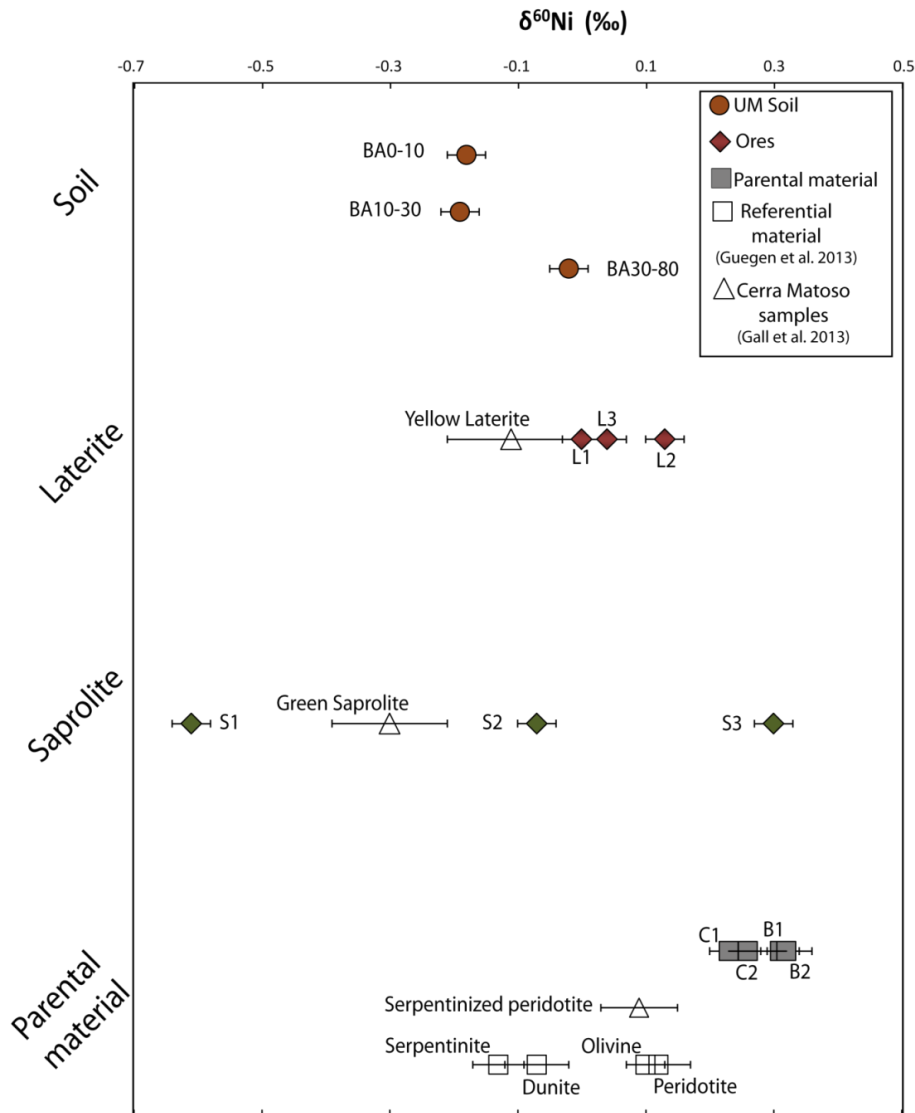 δ⁶⁰Ni (‰)
-0.7 -0.5 -0.3 -0.1 0.1 0.3 0.5
UM Soil
Ores
Parental material
Referential
material
(Guegen et al. 2013)
Cerra Matoso
samples
(Gall et al. 2013)
Soil
BA0-10
BA10-30
BA30-80
Laterite
Yellow Laterite
L3
L1
L2
Saprolite
Green Saprolite
S1
S2
S3
Parental
material
C1
B1
C2
B2
Serpentinized peridotite
Serpentinite
Olivine
Dunite
Peridotite